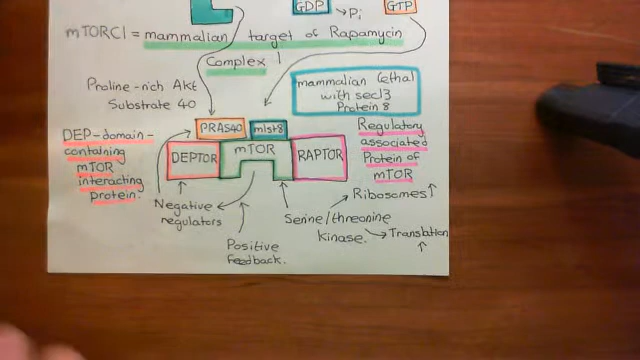 GDP → Pi
GTP
mTORC1 = mammalian target of Rapamycin
Complex 1
Proline-rich Akt
Substrate 40
mammalian lethal
with sec13
Protein 8
PRAS40
mlst8
DEPTOR
mTOR
RAPTOR
DEP-domain-
containing
mTOR
interacting
protein.
Regulatory
associated
Protein of
mTOR
Negative
regulators
Positive
feedback.
Serine/threonine
Kinase.
Ribosomes ↑
Translation
↑